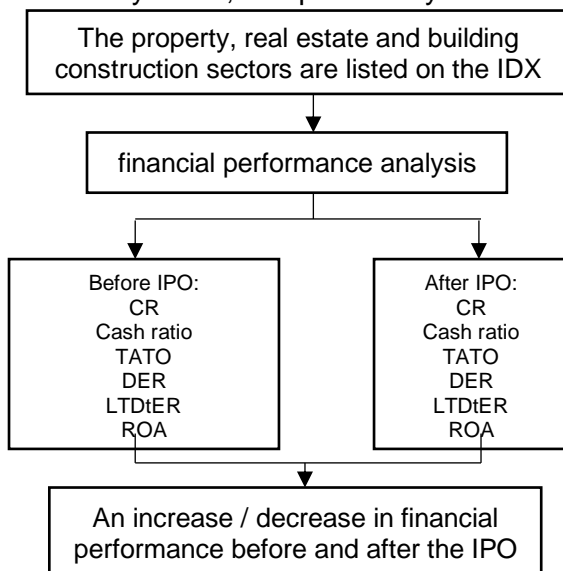 The property, real estate and building
construction sectors are listed on the IDX
financial performance analysis
Before IPO:
CR
Cash ratio
TATO
DER
LTDtER
ROA
After IPO:
CR
Cash ratio
TATO
DER
LTDtER
ROA
An increase / decrease in financial
performance before and after the IPO